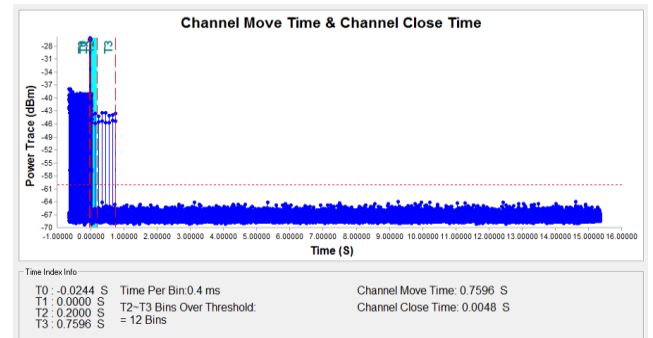 Channel Move Time & Channel Close Time
T3
Power Trace (dBm)
-28
-31
-34
-37
-40
-43
-46
-49
-52
-55
-58
-61
-64
-67
-70
-1.00000 0.00000 1.00000 2.00000 3.00000 4.00000 5.00000 6.00000 7.00000 8.00000 9.00000 10.00000 11.00000 12.00000 13.00000 14.00000 15.00000 16.00000
Time (S)
Time Index Info
T0 : -0.0244 S Time Per Bin:0.4 ms Channel Move Time: 0.7596 S
T1 : 0.0000 S
T2 : 0.2000 S T2~T3 Bins Over Threshold: Channel Close Time: 0.0048 S
T3 : 0.7596 S = 12 Bins